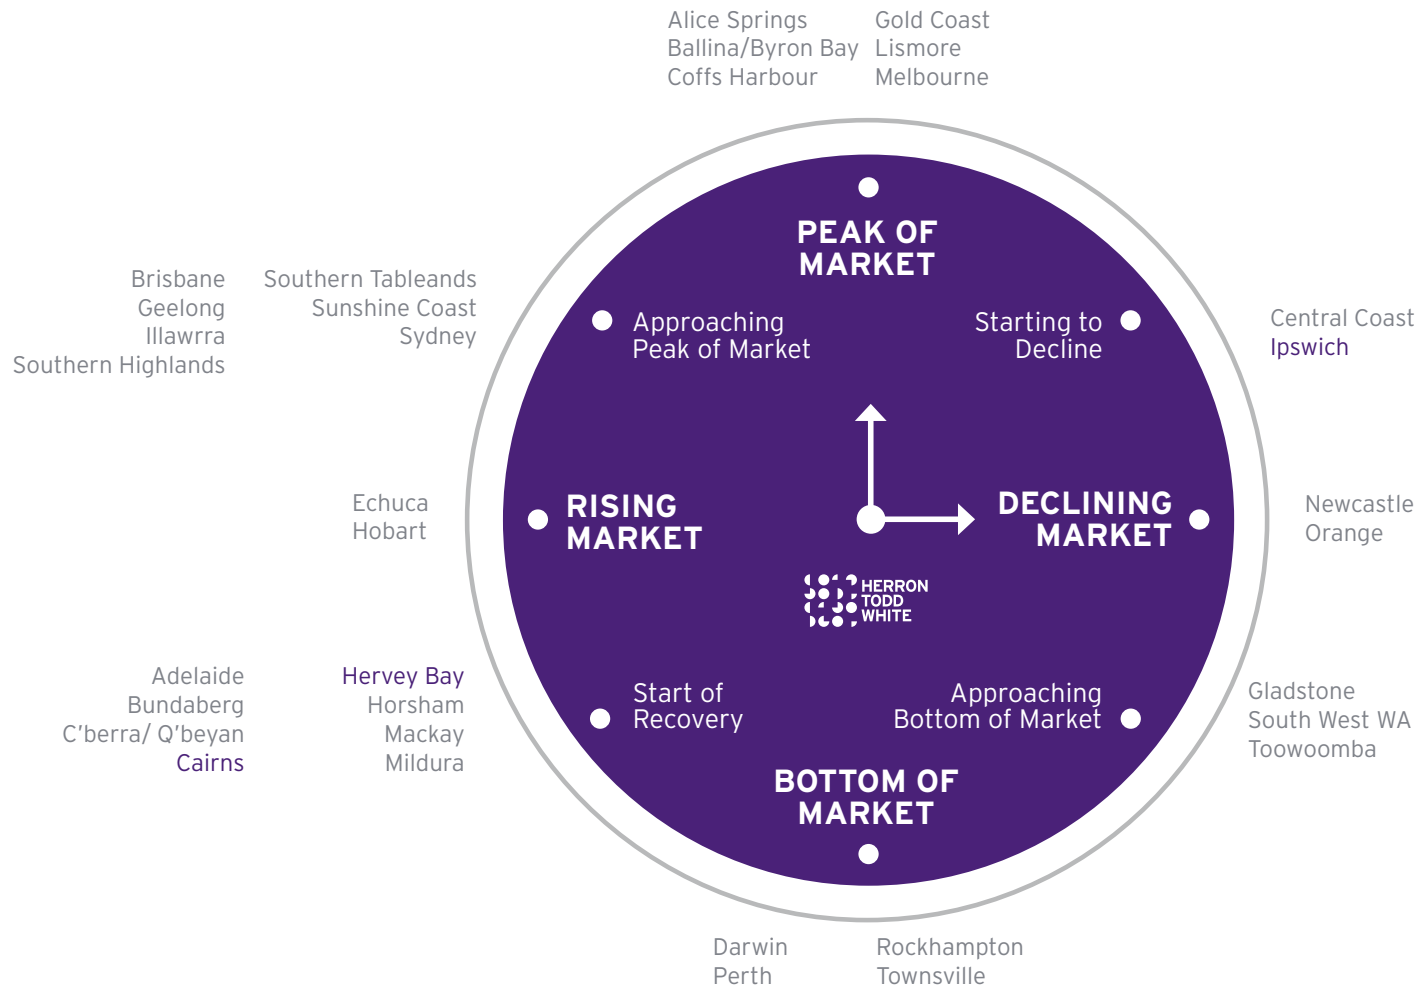 Alice Springs
Ballina/Byron Bay
Coffs Harbour
Gold Coast
Lismore
Melbourne
PEAK OF
MARKET
Brisbane
Geelong
Illawrra
Southern Highlands
Southern Tableands
Sunshine Coast
Sydney
Approaching
Peak of Market
Starting to
Decline
Central Coast
Ipswich
Echuca
Hobart
RISING
MARKET
DECLINING
MARKET
Newcastle
Orange
HERRON
TODD
WHITE
Adelaide
Bundaberg
C'berra/ Q'beyan
Cairns
Hervey Bay
Horsham
Mackay
Mildura
Start of
Recovery
Approaching
Bottom of Market
Gladstone
South West WA
Toowoomba
BOTTOM OF
MARKET
Darwin
Perth
Rockhampton
Townsville